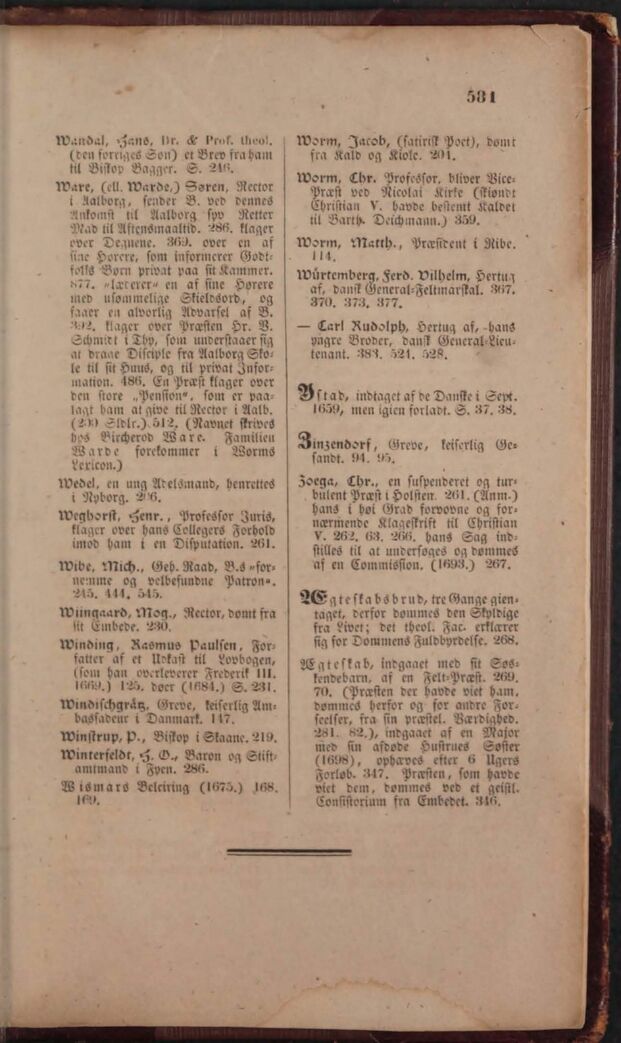 581
Wandal, Hans, Dr. & Prof. theol.
(den forriges Søn) et Brev fra ham
til Biskop Bagger. S. 246.
Ware, (ell. Warde,) Søren, Rector
i Aalborg, sender B. ved dennes
Ankomst til Aalborg syv Retter
Mad til Aftensmaaltid. 286. klager
over Degnene. 369. over en af
sine Hørere, som informerer Godt-
folks Børn privat paa sit Kammer.
877. »lærerer« en af sine Hørere
med usømmelige Skieldsord, og
faaer en alvorlig Advarsel af B.
392. klager over Præsten Hr. B.
Schmidt i Thy, som understaaer sig
at drage Disciple fra Aalborg Sko-
le til sit Huus, og til privat Infor-
mation. 486. En Præst klager over
den store „Pension“, som er paa-
lagt ham at give til Rector i Aalb.
(200 Sldlr.) 512. (Navnet skrives
hos Bircherod Ware. Familien
Warde forekommer i Worms
Lexicon.)
Wedel, en ung Adelsmand, henrettes
i Nyborg.
Weghorst, Henr., Professor Juris,
klager over hans Collegers Forhold
imod ham i en Disputation. 261.
Wibe, Mich., Geh. Raad, B.s »for-
nemme og velbefundne Patron«.
245. 444. 545.
Wiingaard, Mog., Rector, dømt fra
sit Embede. 230.
Winding, Rasmus Paulsen, For-
fatter af et Udkast til Lovbogen,
(som han overleverer Frederik III.
1669.) 125. døer (1684.) S. 231.
Windischgrätz, Greve, keiserlig Am-
bassadeur i Danmark. 147.
Winstrup, P., Biskop i Skaane. 219.
Winterfeldt, H. O., Baron og Stift-
amtmand i Fyen. 286.
Wismars Beleiring (1675.) 168.
169.
Worm, Jacob, (satirisk Poet), dømt
fra Kald og Kiole. 204.
Worm, Chr. Professor, bliver Vice-
Præst ved Nicolai Kirke (skiøndt
Christian V. havde bestemt Kaldet
til Barth. Deichmann.) 359.
Worm, Matth., Præsident i Ribe.
114.
Würtemberg, Ferd. Vilhelm, Hertug
af, dansk General-Feltmarskal. 367.
370. 373. 377.
— Carl Rudolph, Hertug af, hans
yngre Broder, dansk General-Lieu-
tenant. 383. 521. 528.
Ystad, indtaget af de Danske i Sept.
1659, men igien forladt. S. 37. 38.
Zinzendorf, Greve, keiserlig Ge-
sandt. 94. 95.
Zoega, Chr., en suspenderet og tur-
bulent Præst i Holsten. 261. (Anm.)
hans i høi Grad forvovne og for-
nærmende Klageskrift til Christian
V. 262. 63. 266. hans Sag ind-
stilles til at undersøges og dømmes
af en Commission. (1693.) 267.
Ægteskabsbrud, tre Gange gien-
taget, derfor dømmes den Skyldige
fra Livet; det theol. Fac. erklærer
sig for Dommens Fuldbyrdelse. 268.
Ægteskab, indgaaet med sit Søs-
kendebarn, af en Felt-Præst. 269.
70. (Præsten der havde viet ham,
dømmes herfor og for andre For-
seelser, fra sin præstel. Værdighed.
281. 82.), indgaaet af en Major
med sin afdøde Hustrues Søster
(1698), ophæves efter 6 Ugers
Forløb. 347. Præsten, som havde
viet dem, dømmes ved et geistl.
Consistorium fra Embedet. 346.